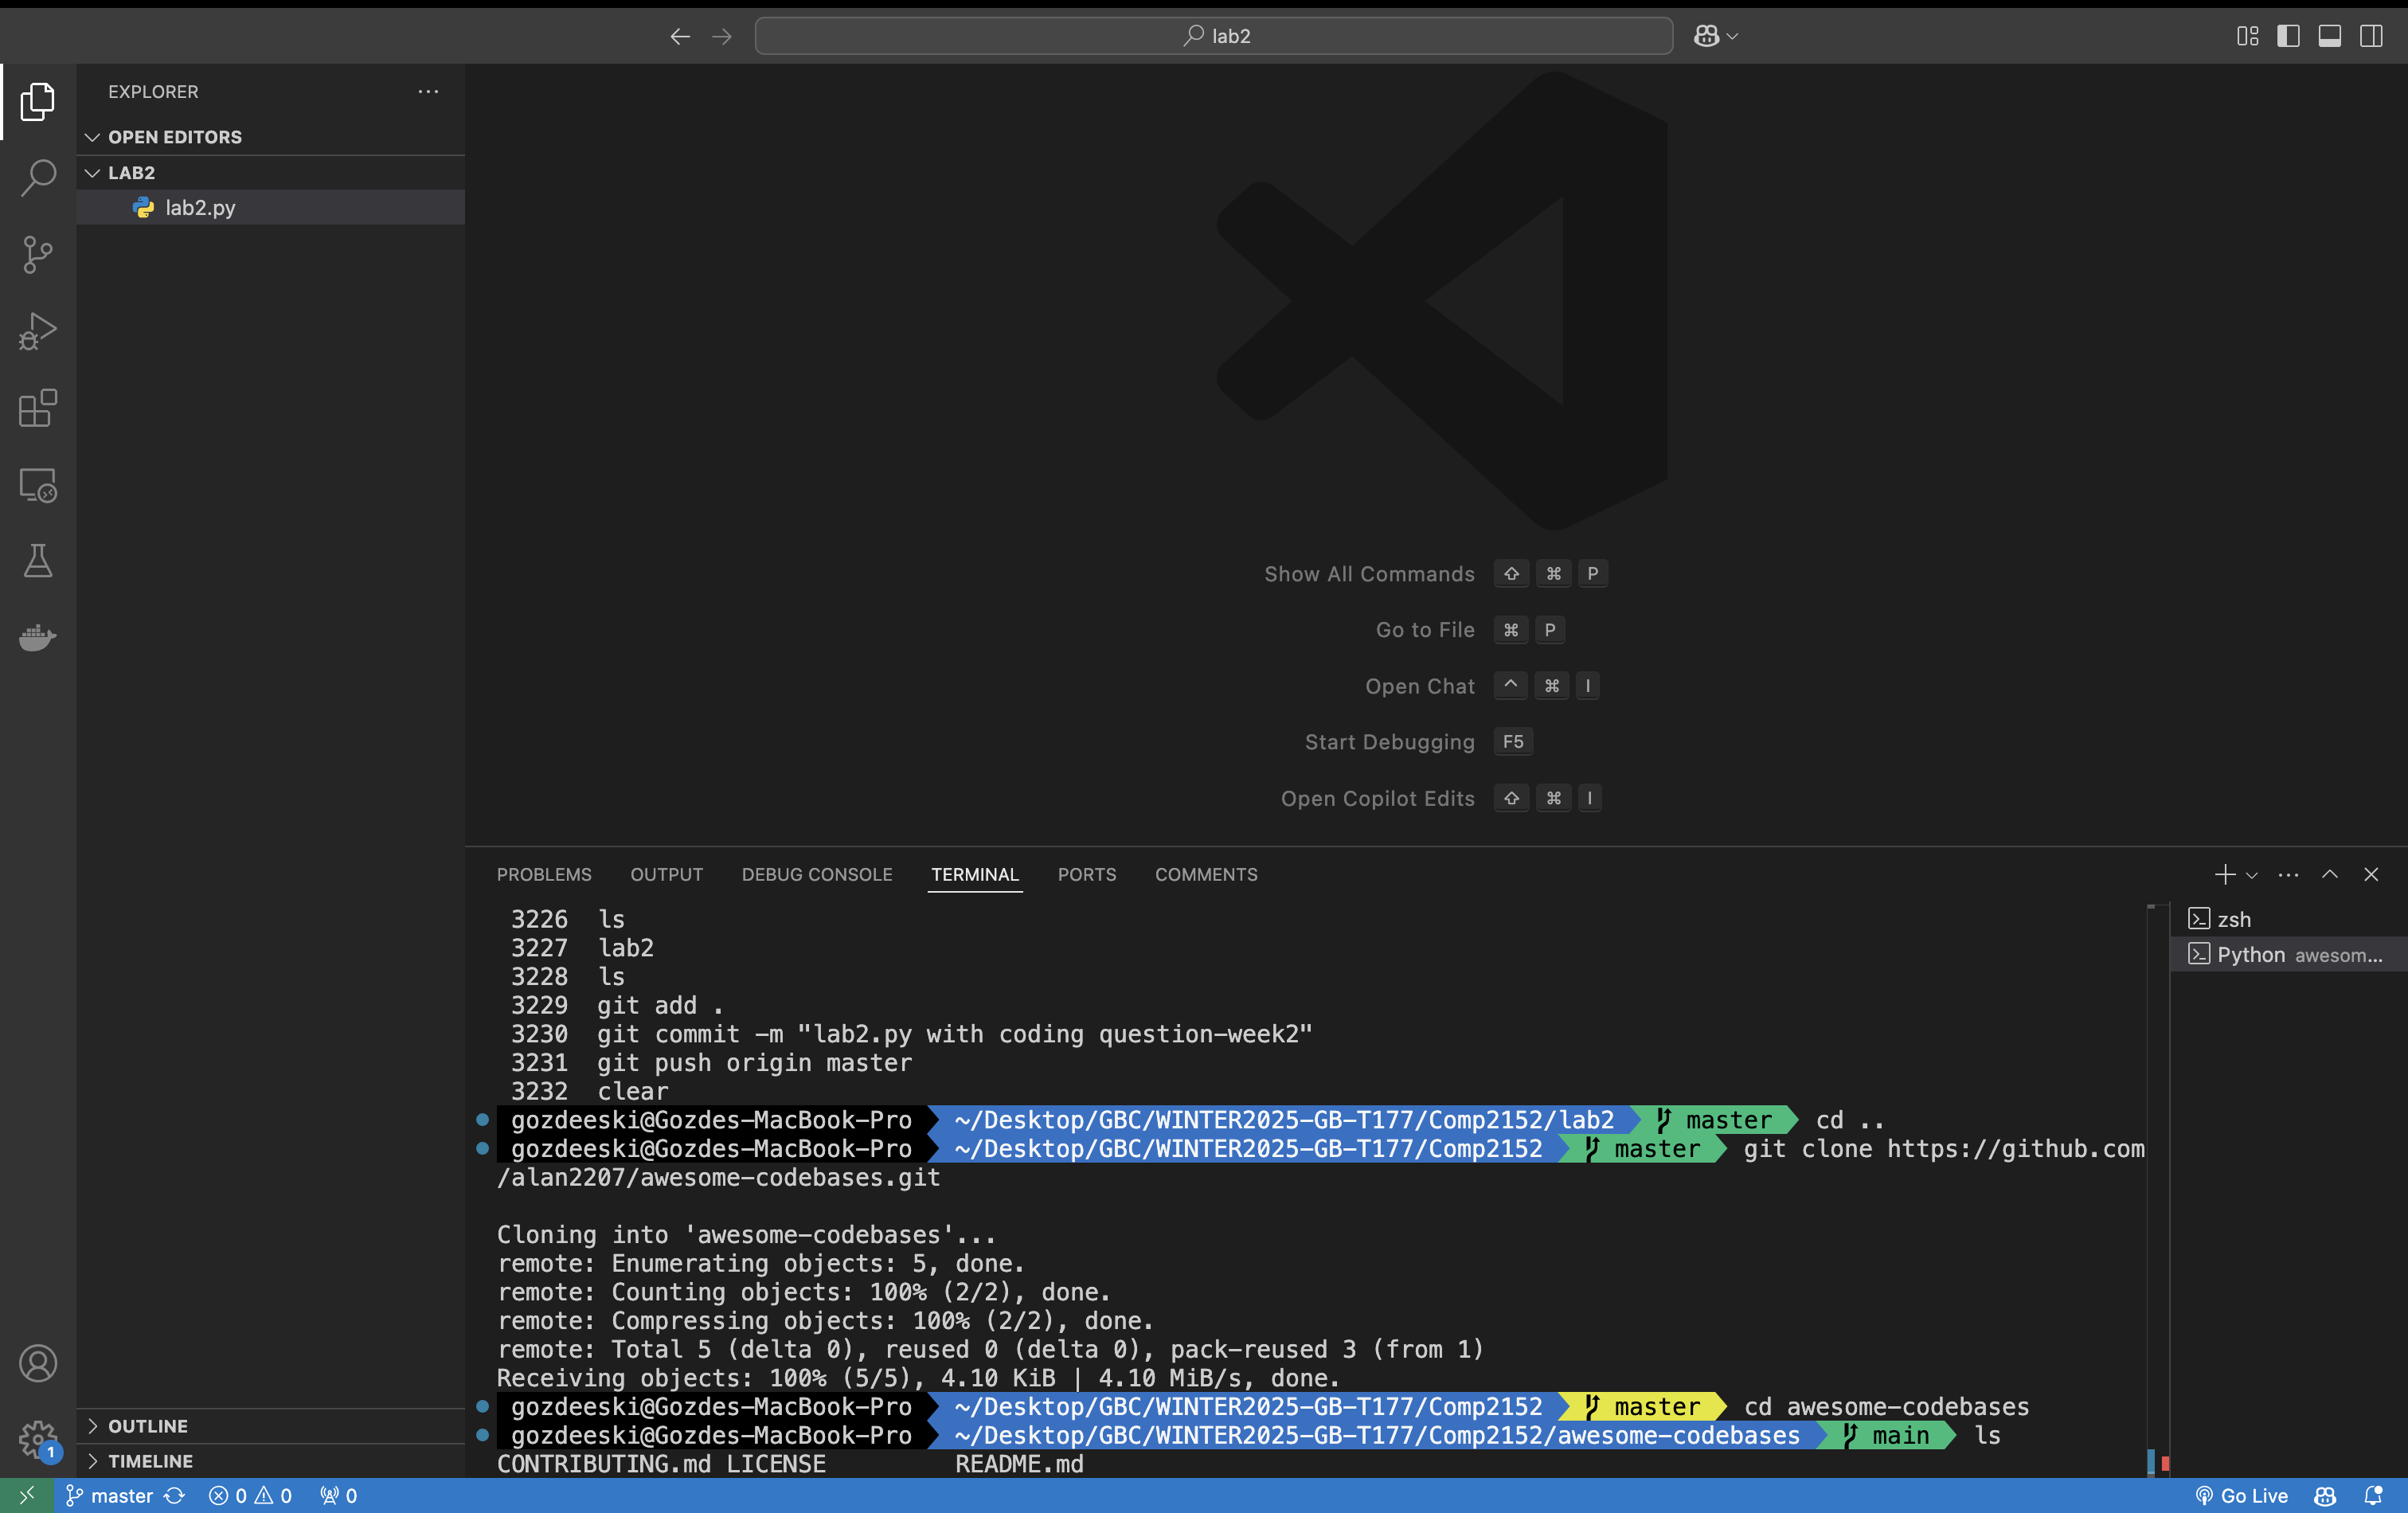 lab2
EXPLORER
OPEN EDITORS
LAB2
lab2.py
Show All Commands ⇧ ⌘ P
Go to File ⌘ P
Open Chat ^ ⌘ I
Start Debugging F5
Open Copilot Edits ⇧ ⌘ I
PROBLEMS OUTPUT DEBUG CONSOLE TERMINAL PORTS COMMENTS
3226 ls
3227 lab2
3228 ls
3229 git add .
3230 git commit -m "lab2.py with coding question-week2"
3231 git push origin master
3232 clear
gozdeeski@Gozdes-MacBook-Pro ~/Desktop/GBC/WINTER2025-GB-T177/Comp2152/lab2 master cd ..
gozdeeski@Gozdes-MacBook-Pro ~/Desktop/GBC/WINTER2025-GB-T177/Comp2152 master git clone https://github.com
/alan2207/awesome-codebases.git
Cloning into 'awesome-codebases'...
remote: Enumerating objects: 5, done.
remote: Counting objects: 100% (2/2), done.
remote: Compressing objects: 100% (2/2), done.
remote: Total 5 (delta 0), reused 0 (delta 0), pack-reused 3 (from 1)
Receiving objects: 100% (5/5), 4.10 KiB | 4.10 MiB/s, done.
gozdeeski@Gozdes-MacBook-Pro ~/Desktop/GBC/WINTER2025-GB-T177/Comp2152 master cd awesome-codebases
gozdeeski@Gozdes-MacBook-Pro ~/Desktop/GBC/WINTER2025-GB-T177/Comp2152/awesome-codebases main ls
CONTRIBUTING.md LICENSE README.md
zsh
Python awesom...
OUTLINE
TIMELINE
1
master 0 0 0
Go Live